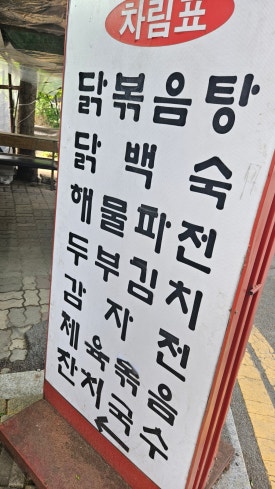 차림표
닭볶음탕
닭백숙
해물파전
두부김치
감자전
제육볶음
잔치국수